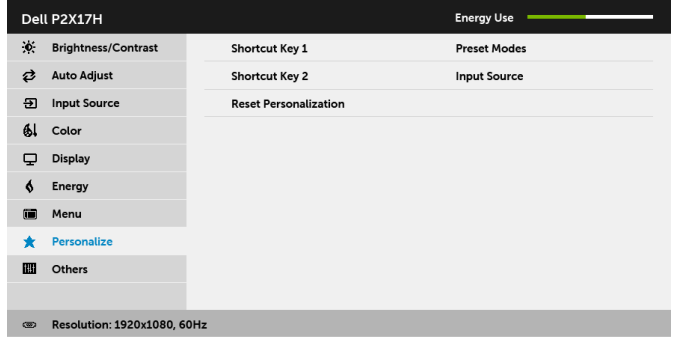 Dell P2X17H Energy Use
Brightness/Contrast Shortcut Key 1 Preset Modes
Auto Adjust Shortcut Key 2 Input Source
Input Source Reset Personalization
Color
Display
Energy
Menu
Personalize
Others
Resolution: 1920x1080, 60Hz